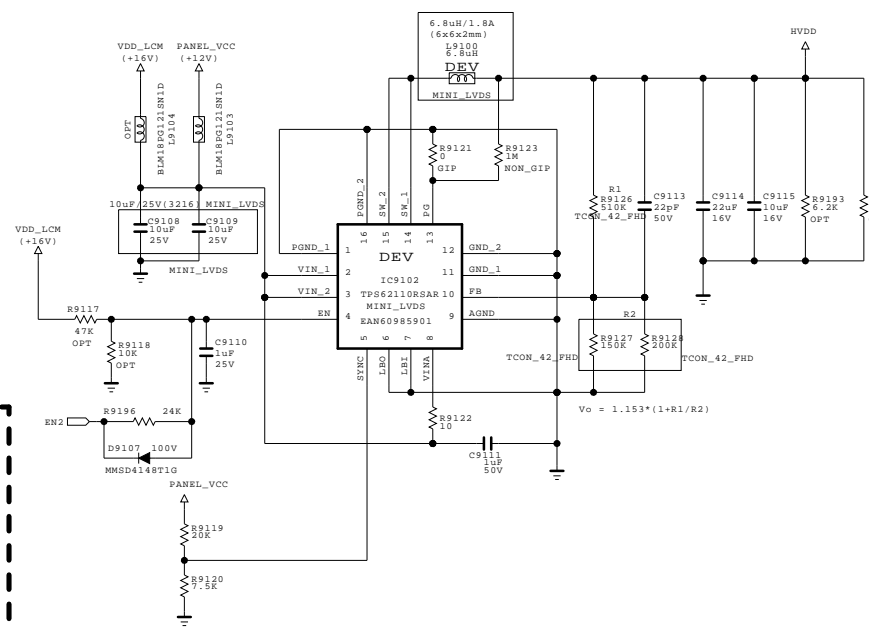 6.8uH/1.8A
(6x6x2mm)
L9100
6.8uH
DEV
MINI_LVDS
HVDD
VDD_LCM
(+16V)
PANEL_VCC
(+12V)
OPT
BLM18PG121SN1D
L9104
BLM18PG121SN1D
L9103
R9121
0
GIP
R9123
1M
NON_GIP
R1
R9126
510K
TCON_42_FHD
C9113
22pF
50V
C9114
22uF
16V
C9115
10uF
16V
R9193
6.2K
OPT
10uF/25V(3216) MINI_LVDS
C9108
10uF
25V
C9109
10uF
25V
MINI_LVDS
VDD_LCM
(+16V)
PGND_2
SW_2
SW_1
PG
16
15
14
13
PGND_1
1
VIN_1
2
VIN_2
3
EN
4
DEV
IC9102
TPS62110RSAR
MINI_LVDS
EAN60985901
12
GND_2
11
GND_1
10
FB
9
AGND
5
6
7
8
SYNC
LBO
LBI
VINA
R9117
47K
OPT
R9118
10K
OPT
C9110
1uF
25V
R2
R9127
150K
TCON_42_FHD
R9128
200K
TCON_42_FHD
Vo = 1.153*(1+R1/R2)
EN2
R9196
24K
D9107
100V
MMSD4148T1G
R9122
10
C9111
1uF
50V
PANEL_VCC
R9119
20K
R9120
7.5K